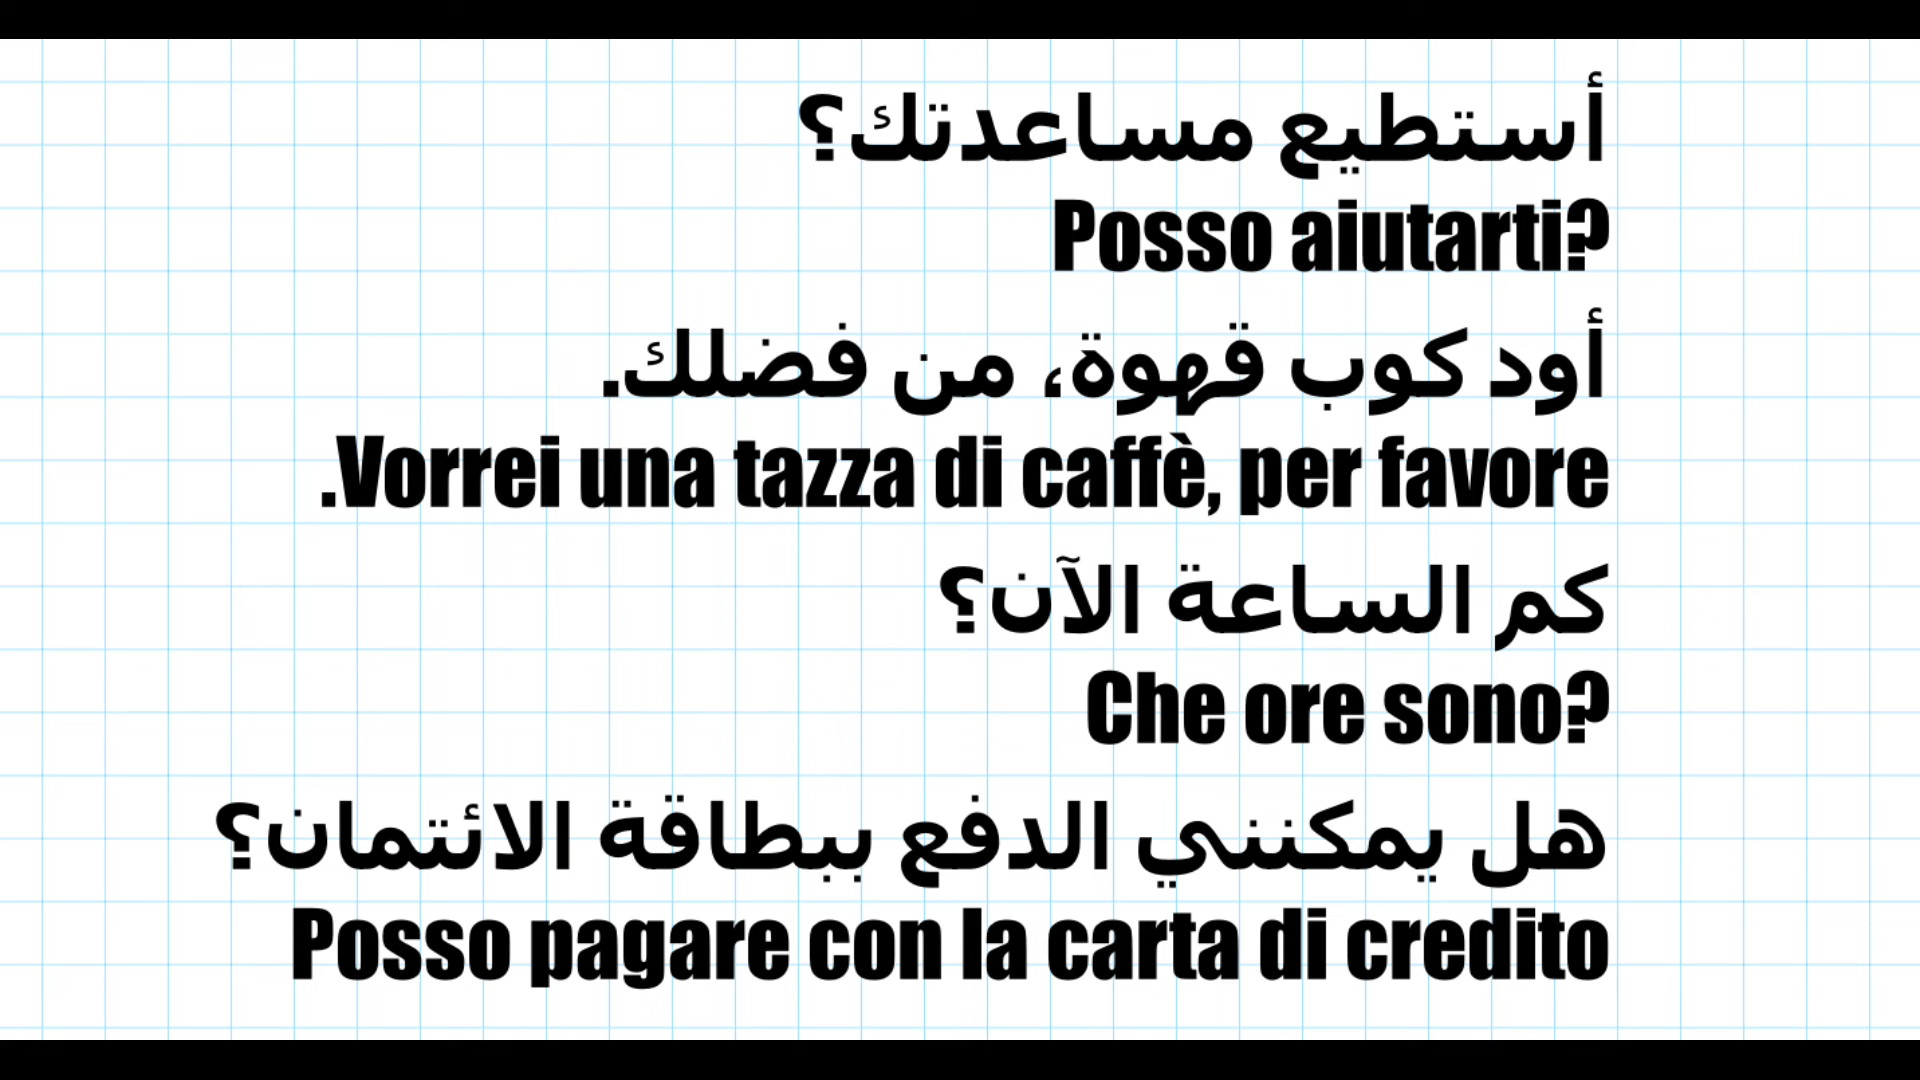 أستطيع مساعدتك؟
Posso aiutarti?
أود كوب قهوة، من فضلك.
.Vorrei una tazza di caffè, per favore
كم الساعة الآن؟
Che ore sono?
هل يمكنني الدفع ببطاقة الائتمان؟
Posso pagare con la carta di credito